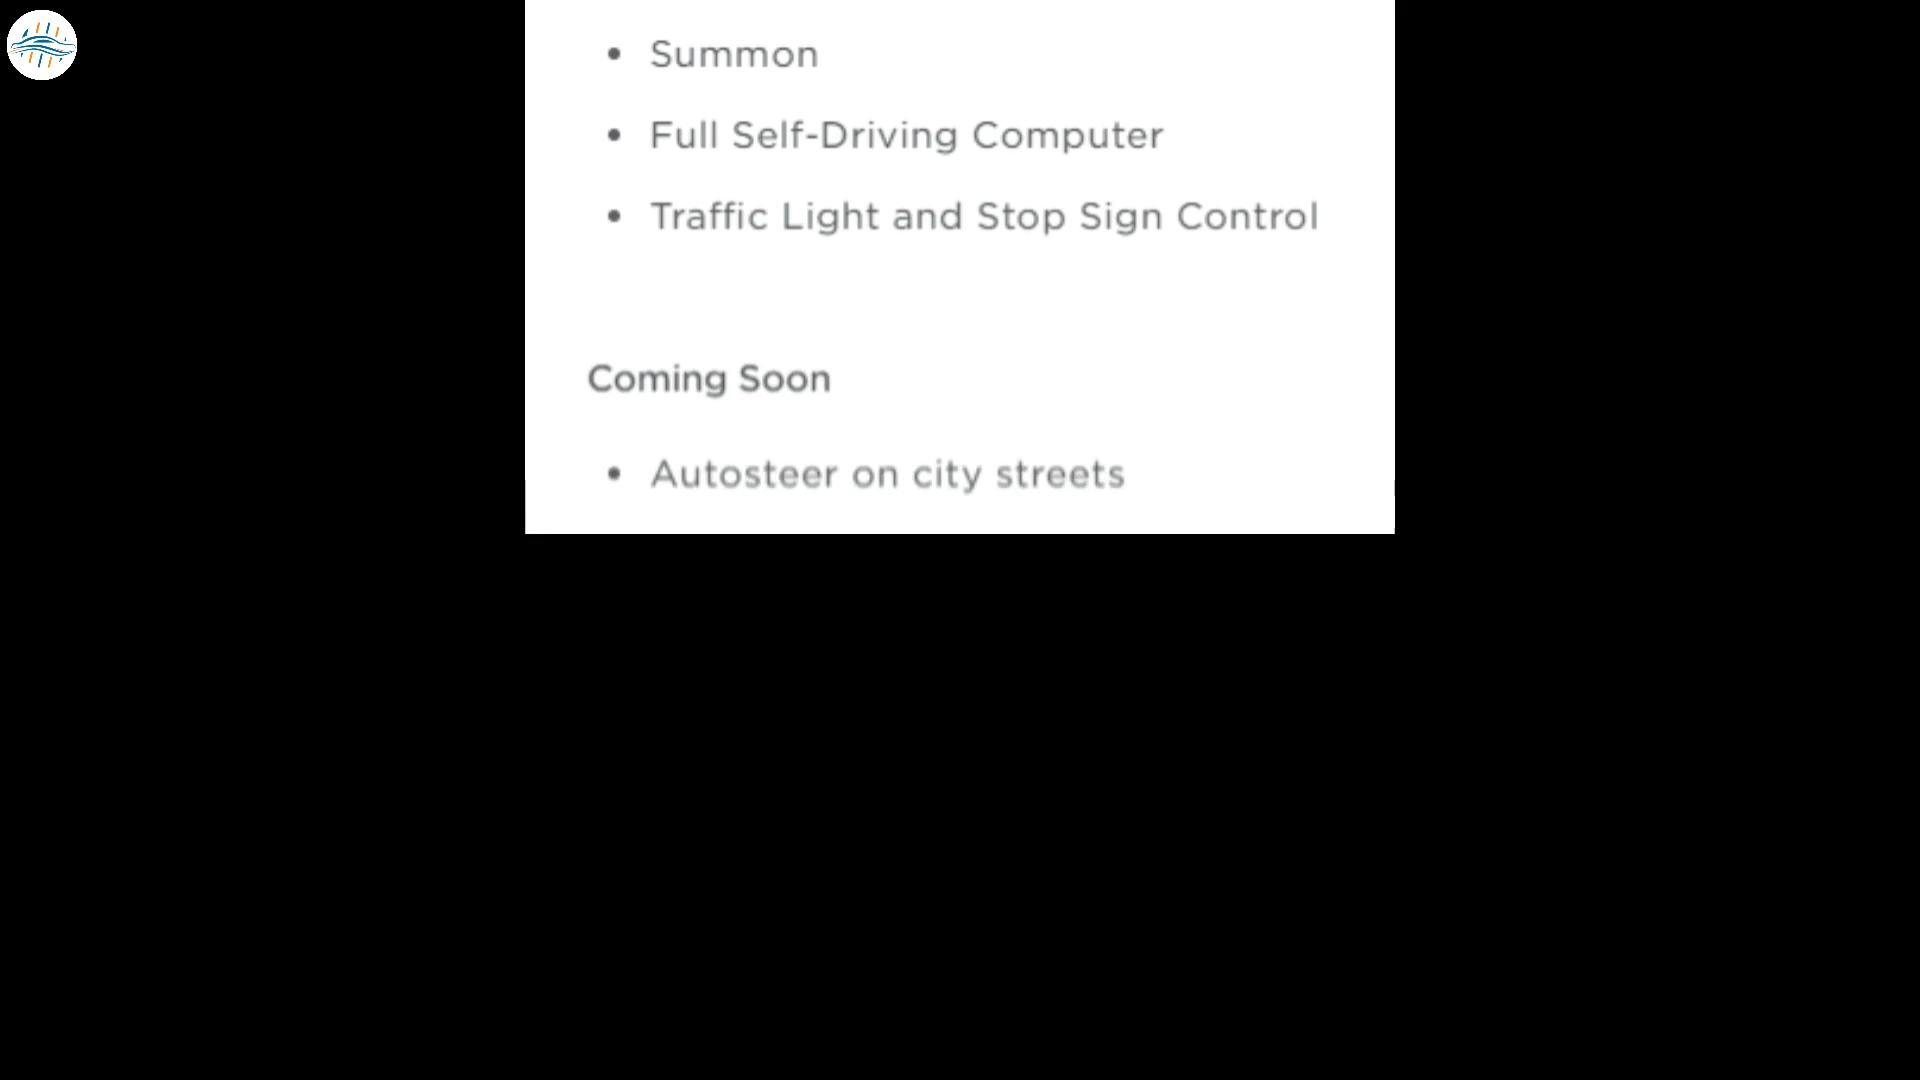 • Summon
• Full Self-Driving Computer
• Traffic Light and Stop Sign Control
Coming Soon
• Autosteer on city streets